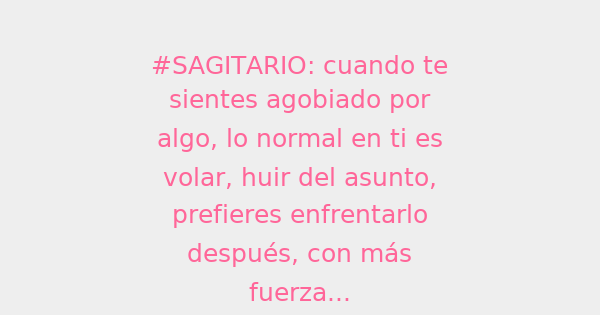 #SAGITARIO: cuando te
sientes agobiado por
algo, lo normal en ti es
volar, huir del asunto,
prefieres enfrentarlo
después, con más
fuerza...